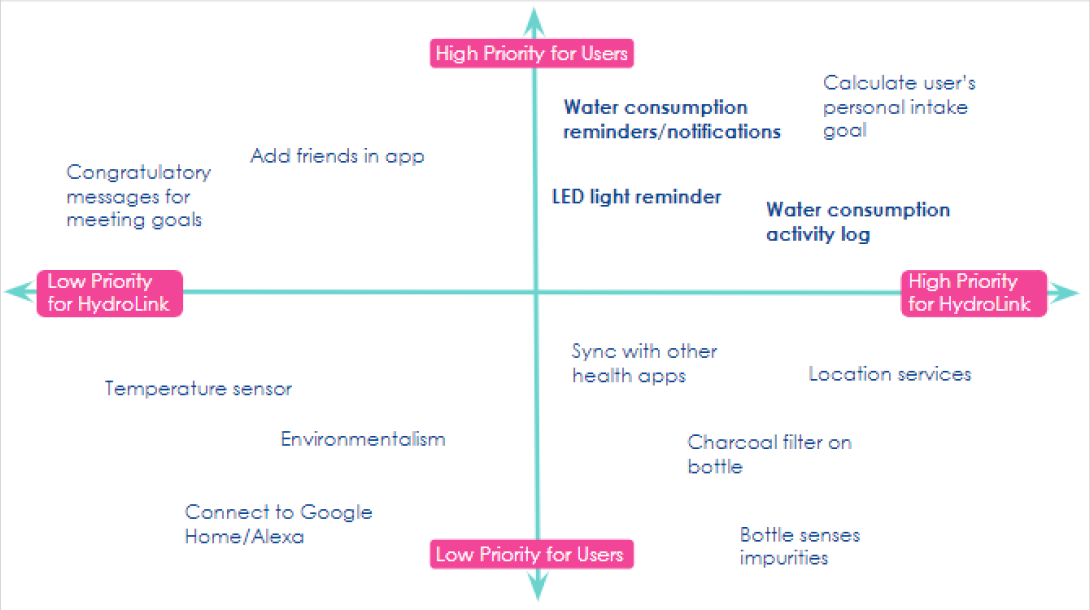 High Priority for Users
Calculate user's
personal intake
goal
Water consumption
reminders/notifications
Add friends in app
Congratulatory
messages for
meeting goals
LED light reminder
Water consumption
activity log
Low Priority
for HydroLink
High Priority
for HydroLink
Sync with other
health apps
Location services
Temperature sensor
Environmentalism
Charcoal filter on
bottle
Connect to Google
Home/Alexa
Bottle senses
impurities
Low Priority for Users